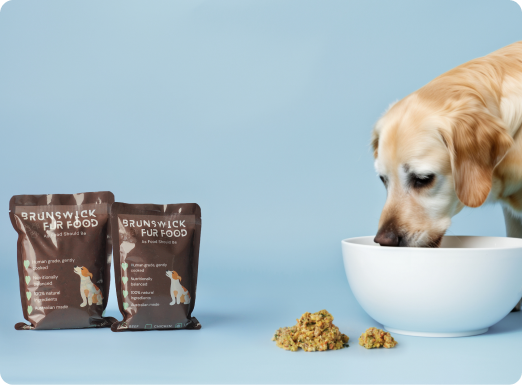 BRUNSWICK
FUR FOOD
As Food Should Be
Human grade, gently
cooked
Nutritionally
balanced
100% natural
ingredients
Australian made
BRUNSWICK
FUR FOOD
As Food Should Be
Human grade, gently
cooked
Nutritionally
balanced
100% natural
ingredients
Australian made